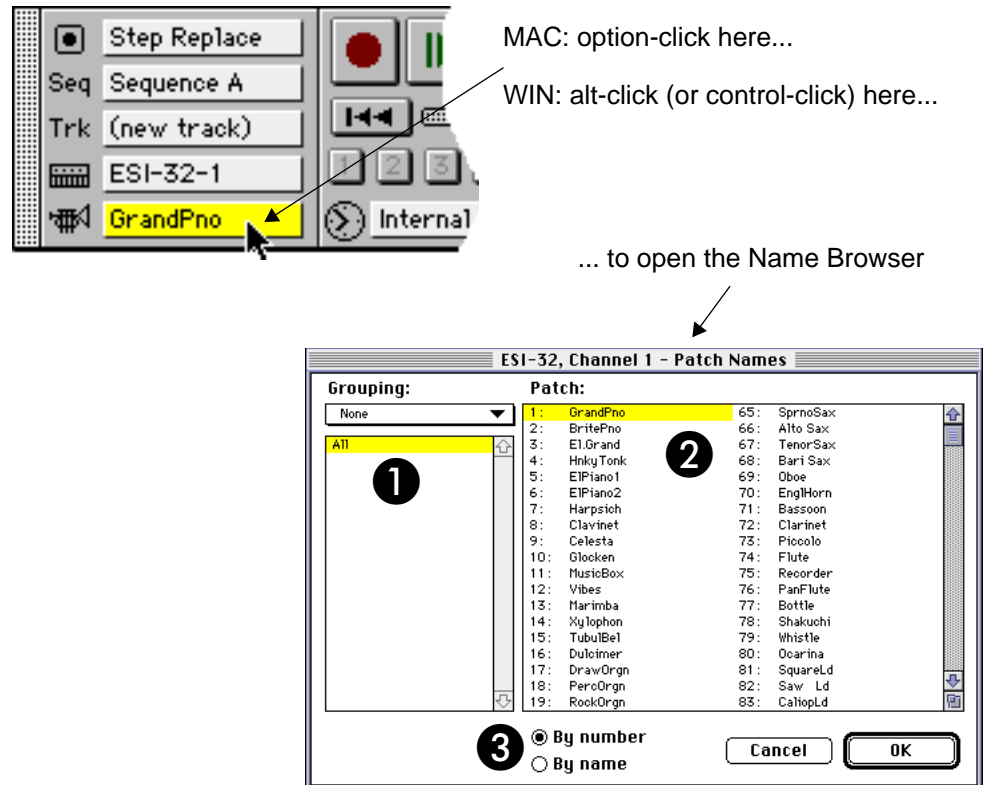 Step Replace
Seq Sequence A
Trk (new track)
ESI-32-1
GrandPno
1 2 3
Internal
MAC: option-click here...
WIN: alt-click (or control-click) here...
... to open the Name Browser
ESI-32, Channel 1 - Patch Names
Grouping:
None
All
1
Patch:
2
1: GrandPno
2: BritePno
3: El.Grand
4: HnkyTonk
5: ElPiano1
6: ElPiano2
7: Harpsich
8: Clavinet
9: Celesta
10: Glocken
11: MusicBox
12: Vibes
13: Marimba
14: Xylophon
15: TubulBel
16: Dulcimer
17: DrawOrgn
18: PercOrgn
19: RockOrgn
65: SprnoSax
66: Alto Sax
67: TenorSax
68: Bari Sax
69: Oboe
70: EnglHorn
71: Bassoon
72: Clarinet
73: Piccolo
74: Flute
75: Recorder
76: PanFlute
77: Bottle
78: Shakuchi
79: Whistle
80: Ocarina
81: SquareLd
82: Saw Ld
83: CaliopLd
3
By number
By name
Cancel
OK